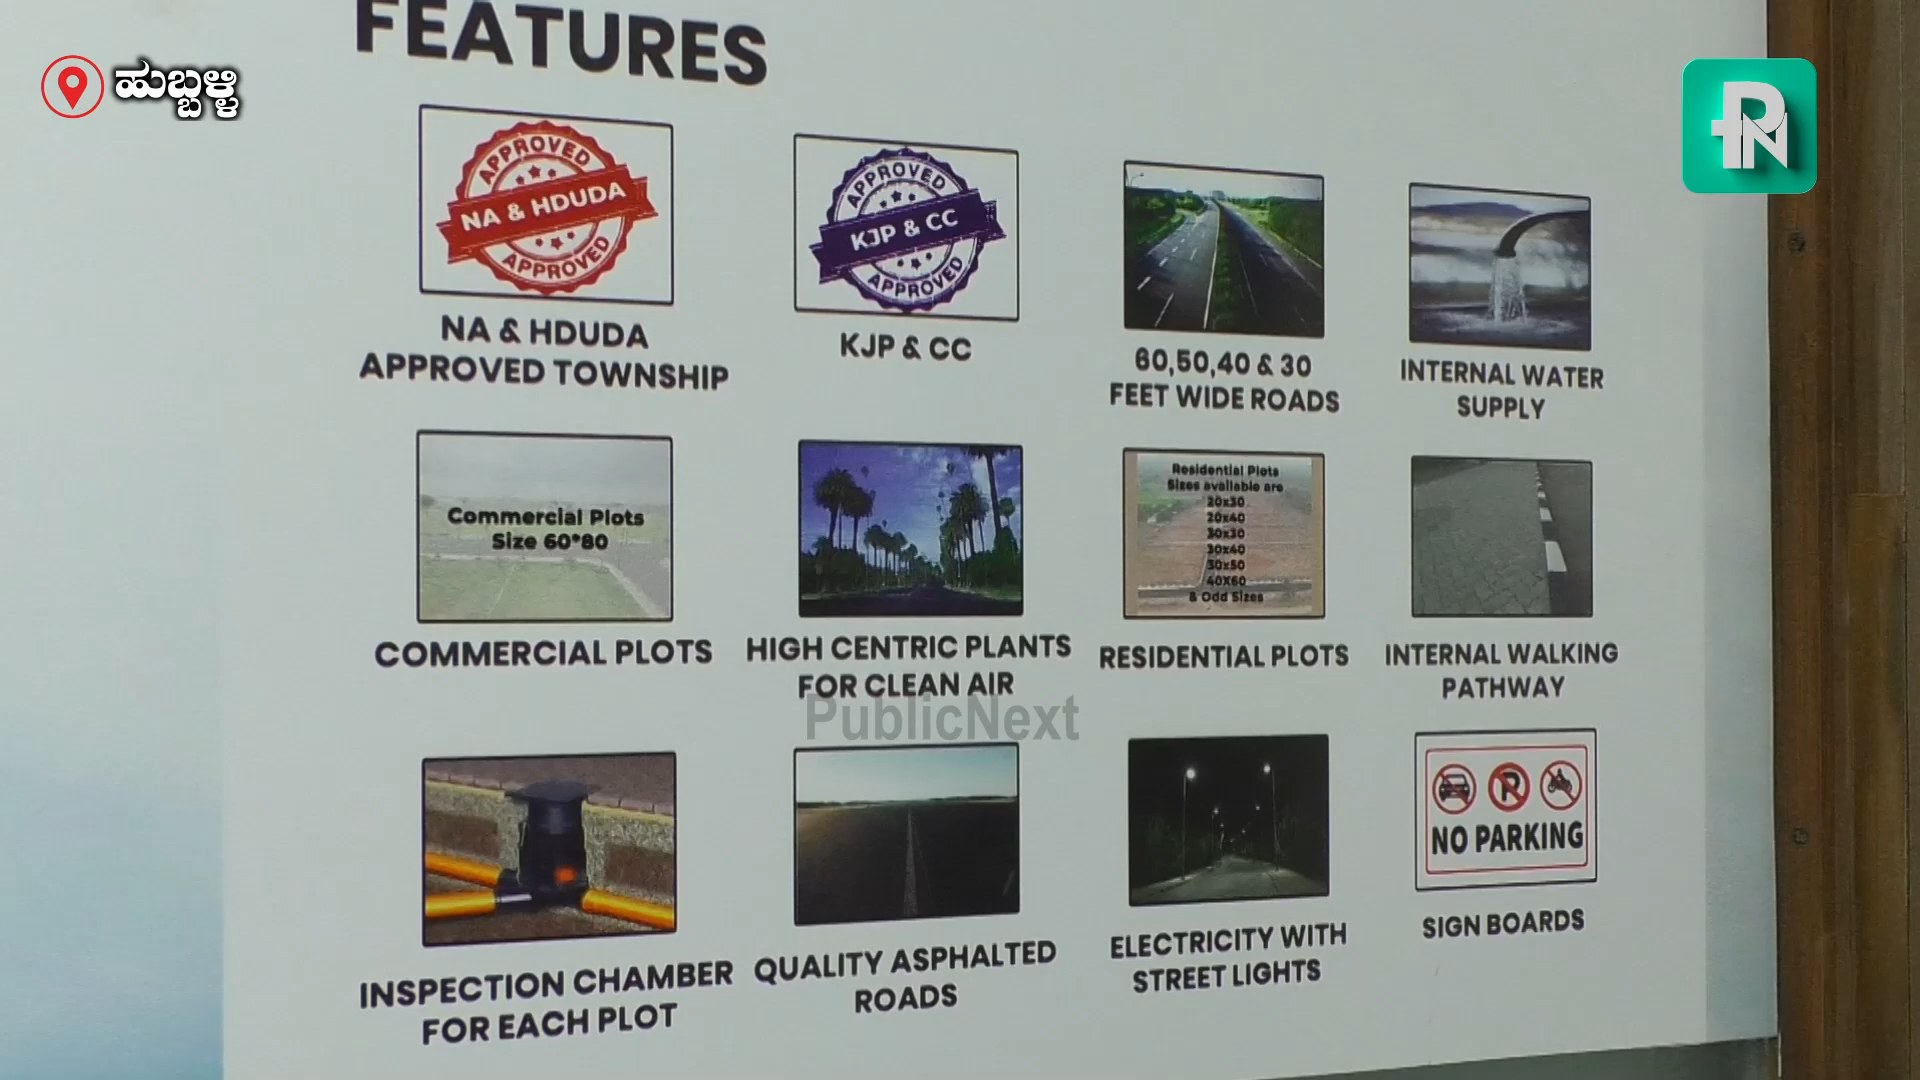 FEATURES
ಹುಬ್ಬಳ್ಳಿ
PN
APPROVED
NA & HDUDA
APPROVED
NA & HDUDA
APPROVED TOWNSHIP
APPROVED
KJP & CC
APPROVED
KJP & CC
60,50,40 & 30
FEET WIDE ROADS
INTERNAL WATER
SUPPLY
Commercial Plots
Size 60*80
COMMERCIAL PLOTS
HIGH CENTRIC PLANTS
FOR CLEAN AIR
Residential Plots
Sizes available are
20x30
20x40
30x30
30x40
30x50
40X60
& Odd Sizes
RESIDENTIAL PLOTS
INTERNAL WALKING
PATHWAY
PublicNext
INSPECTION CHAMBER
FOR EACH PLOT
QUALITY ASPHALTED
ROADS
ELECTRICITY WITH
STREET LIGHTS
P
NO PARKING
SIGN BOARDS